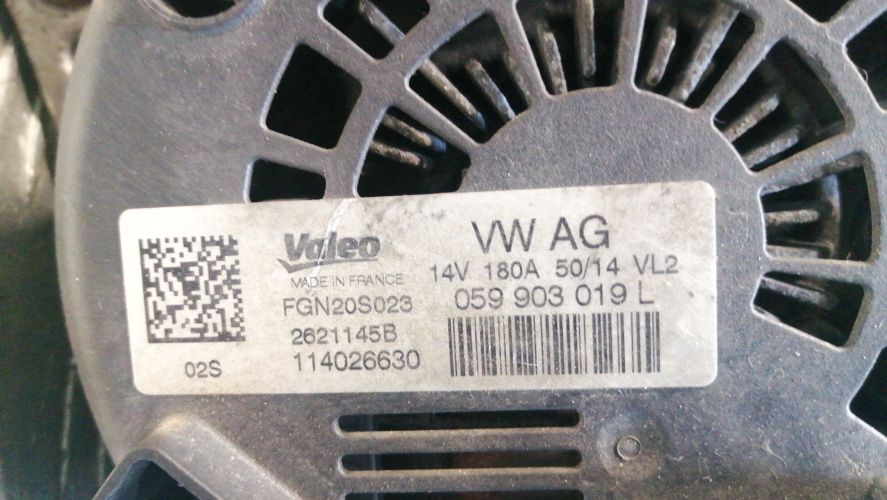 Valeo
MADE IN FRANCE
FGN20S023
2621145B
114026630
02S
VW AG
14V 180A 50/14 VL2
059 903 019 L